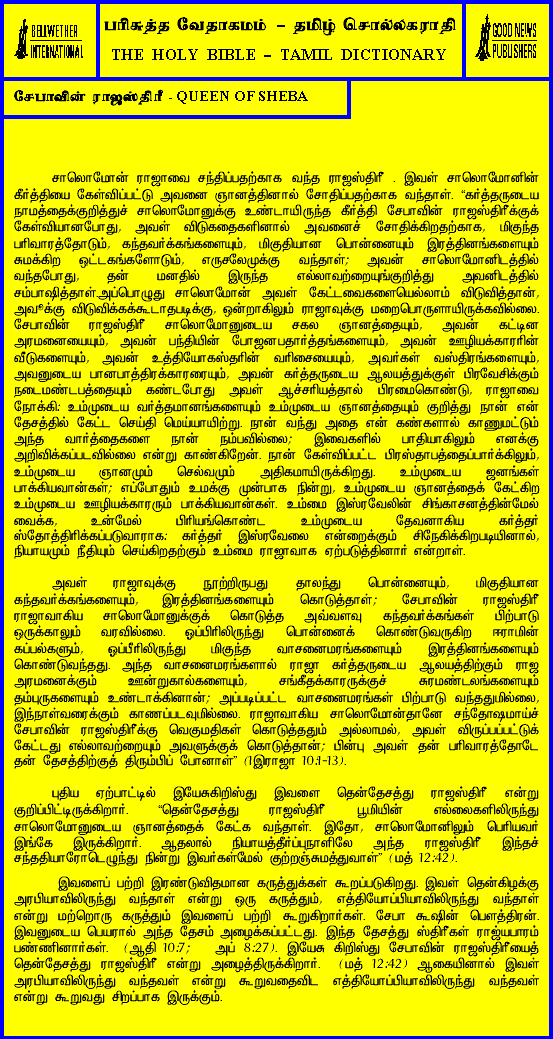 BELLWETHER
INTERNATIONAL
பரிசுத்த வேதாகமம் – தமிழ் சொல்லகராதி
THE HOLY BIBLE – TAMIL DICTIONARY
GOOD NEWS
PUBLISHERS
சேபாவின் ராஜஸ்திரீ - QUEEN OF SHEBA
சாலொமோன் ராஜாவை சந்திப்பதற்காக வந்த ராஜஸ்திரீ . இவள் சாலொமோனின்
கீர்த்தியை கேள்விப்பட்டு அவனை ஞானத்தினால் சோதிப்பதற்காக வந்தாள். “கர்த்தருடைய
நாமத்தைக்குறித்துச் சாலொமோனுக்கு உண்டாயிருந்த கீர்த்தி சேபாவின் ராஜஸ்திரீக்குக்
கேள்வியானபோது, அவள் விடுகதைகளினால் அவனைச் சோதிக்கிறதற்காக, மிகுந்த
பரிவாரத்தோடும், கந்தவர்க்கங்களையும், மிகுதியான பொன்னையும் இரத்தினங்களையும்
சுமக்கிற ஒட்டகங்களோடும், எருசலேமுக்கு வந்தாள்; அவள் சாலொமோனிடத்தில்
வந்தபோது, தன் மனதில் இருந்த எல்லாவற்றையுங்குறித்து அவனிடத்தில்
சம்பாஷித்தாள்.அப்பொழுது சாலொமோன் அவள் கேட்டவைகளையெல்லாம் விடுவித்தான்,
அவளுக்கு விடுவிக்கக்கூடாதபடிக்கு, ஒன்றாகிலும் ராஜாவுக்கு மறைபொருளாயிருக்கவில்லை.
சேபாவின் ராஜஸ்திரீ சாலொமோனுடைய சகல ஞானத்தையும், அவன் கட்டின
அரமனையையும், அவன் பந்தியின் போஜனபதார்த்தங்களையும், அவன் ஊழியக்காரரின்
வீடுகளையும், அவன் உத்தியோகஸ்தரின் வரிசையையும், அவர்கள் வஸ்திரங்களையும்,
அவனுடைய பானபாத்திரக்காரரையும், அவன் கர்த்தருடைய ஆலயத்துக்குள் பிரவேசிக்கும்
நடைமண்டபத்தையும் கண்டபோது அவள் ஆச்சரியத்தால் பிரமைகொண்டு, ராஜாவை
நோக்கி: உம்முடைய வர்த்தமானங்களையும் உம்முடைய ஞானத்தையும் குறித்து நான் என்
தேசத்தில் கேட்ட செய்தி மெய்யாயிற்று. நான் வந்து அதை என் கண்களால் காணுமட்டும்
அந்த வார்த்தைகளை நான் நம்பவில்லை; இவைகளில் பாதியாகிலும் எனக்கு
அறிவிக்கப்படவில்லை என்று காண்கிறேன். நான் கேள்விப்பட்ட பிரஸ்தாபத்தைப்பார்க்கிலும்,
உம்முடைய ஞானமும் செல்வமும் அதிகமாயிருக்கிறது. உம்முடைய ஜனங்கள்
பாக்கியவான்கள்; எப்போதும் உமக்கு முன்பாக நின்று, உம்முடைய ஞானத்தைக் கேட்கிற
உம்முடைய ஊழியக்காரரும் பாக்கியவான்கள். உம்மை இஸ்ரவேலின் சிங்காசனத்தின்மேல்
வைக்க, உன்மேல் பிரியங்கொண்ட உம்முடைய தேவனாகிய கர்த்தர்
ஸ்தோத்திரிக்கப்படுவாராக: கர்த்தர் இஸ்ரவேலை என்றைக்கும் சிநேகிக்கிறபடியினால்,
நியாயமும் நீதியும் செய்கிறதற்கும் உம்மை ராஜாவாக ஏற்படுத்தினார் என்றாள்.
அவள் ராஜாவுக்கு நூற்றிருபது தாலந்து பொன்னையும், மிகுதியான
கந்தவர்க்கங்களையும், இரத்தினங்களையும் கொடுத்தாள்; சேபாவின் ராஜஸ்திரீ
ராஜாவாகிய சாலொமோனுக்குக் கொடுத்த அவ்வளவு கந்தவர்க்கங்கள் பிற்பாடு
ஒருக்காலும் வரவில்லை. ஓப்பிரிலிருந்து பொன்னைக் கொண்டுவருகிற ஈராமின்
கப்பல்களும், ஓப்பீரிலிருந்து மிகுந்த வாசனைமரங்களையும் இரத்தினங்களையும்
கொண்டுவந்தது. அந்த வாசனைமரங்களால் ராஜா கர்த்தருடைய ஆலயத்திற்கும் ராஜ
அரமனைக்கும் ஊன்றுகால்களையும், சங்கீதக்காரருக்குச் சுரமண்டலங்களையும்
தம்புருகளையும் உண்டாக்கினான்; அப்படிப்பட்ட வாசனைமரங்கள் பிற்பாடு வந்ததுமில்லை,
இந்நாள்வரைக்கும் காணப்படவுமில்லை. ராஜாவாகிய சாலொமோன்தானே சந்தோஷமாய்ச்
சேபாவின் ராஜஸ்திரீக்கு வெகுமதிகள் கொடுத்ததும் அல்லாமல், அவள் விருப்பப்பட்டுக்
கேட்டது எல்லாவற்றையும் அவளுக்குக் கொடுத்தான்; பின்பு அவள் தன் பரிவாரத்தோடே
தன் தேசத்திற்குத் திரும்பிப் போனாள்” (1இராஜா 10:1-13).
புதிய ஏற்பாட்டில் இயேசுகிறிஸ்து இவளை தென்தேசத்து ராஜஸ்திரீ என்று
குறிப்பிட்டிருக்கிறார். “தென்தேசத்து ராஜஸ்திரீ பூமியின் எல்லைகளிலிருந்து
சாலொமோனுடைய ஞானத்தைக் கேட்க வந்தாள். இதோ, சாலொமோனிலும் பெரியவர்
இங்கே இருக்கிறார். ஆதலால் நியாயத்தீர்ப்புநாளிலே அந்த ராஜஸ்திரீ இந்தச்
சந்ததியாரோடெழுந்து நின்று இவர்கள்மேல் குற்றஞ்சுமத்துவாள்” (மத் 12:42).
இவளைப் பற்றி இரண்டுவிதமான கருத்துக்கள் கூறப்படுகிறது. இவள் தென்கிழக்கு
அரபியாவிலிருந்து வந்தாள் என்று ஒரு கருத்தும், எத்தியோப்பியாவிலிருந்து வந்தாள்
என்று மற்றொரு கருத்தும் இவளைப் பற்றி கூறுகிறார்கள். சேபா கூஷின் பௌத்திரன்.
இவனுடைய பெயரால் அந்த தேசம் அழைக்கப்பட்டது. இந்த தேசத்து ஸ்திரீகள் ராஜ்யபாரம்
பண்ணினார்கள். (ஆதி 10:7; அப் 8:27). இயேசு கிறிஸ்து சேபாவின் ராஜஸ்திரீயைத்
தென்தேசத்து ராஜஸ்திரீ என்று அழைத்திருக்கிறார். (மத் 12:42) ஆகையினால் இவள்
அரபியாவிலிருந்து வந்தவள் என்று கூறுவதைவிட எத்தியோப்பியாவிலிருந்து வந்தவள்
என்று கூறுவது சிறப்பாக இருக்கும்.